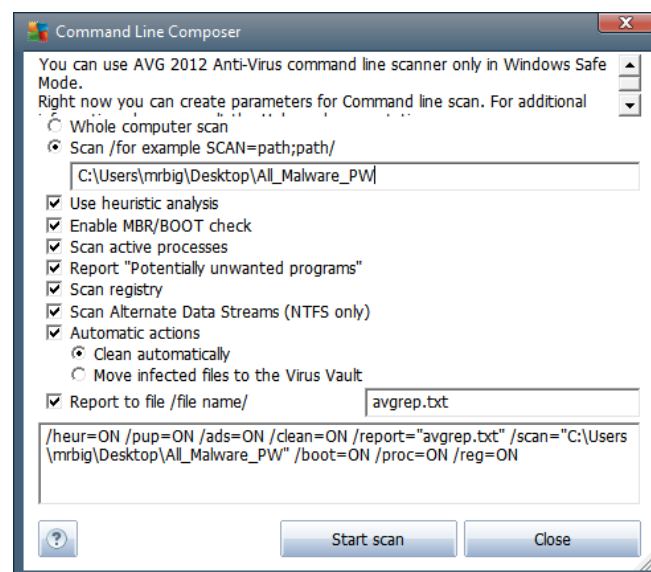 Command Line Composer
You can use AVG 2012 Anti-Virus command line scanner only in Windows Safe
Mode.
Right now you can create parameters for Command line scan. For additional
Whole computer scan
Scan /for example SCAN=path;path/
C:\Users\mrbig\Desktop\All_Malware_PW
Use heuristic analysis
Enable MBR/BOOT check
Scan active processes
Report "Potentially unwanted programs"
Scan registry
Scan Alternate Data Streams (NTFS only)
Automatic actions
Clean automatically
Move infected files to the Virus Vault
Report to file /file name/ avgrep.txt
/heur=ON /pup=ON /ads=ON /clean=ON /report="avgrep.txt" /scan="C:\Users
\mrbig\Desktop\All_Malware_PW" /boot=ON /proc=ON /reg=ON
? Start scan Close